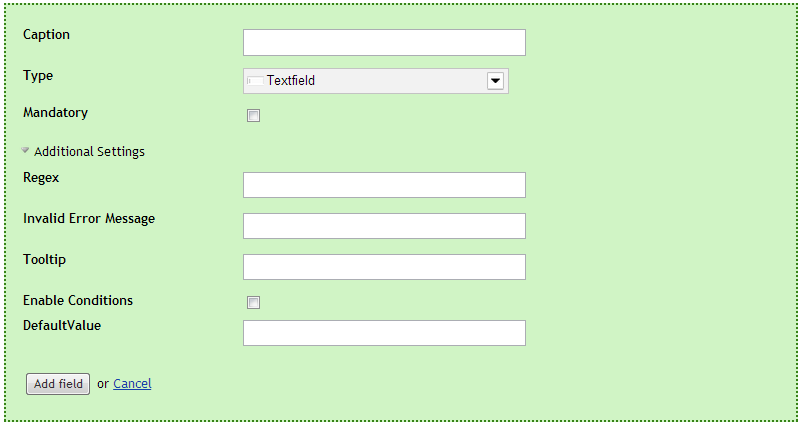 Caption
Type
Textfield
Mandatory
Additional Settings
Regex
Invalid Error Message
Tooltip
Enable Conditions
DefaultValue
Add field or Cancel